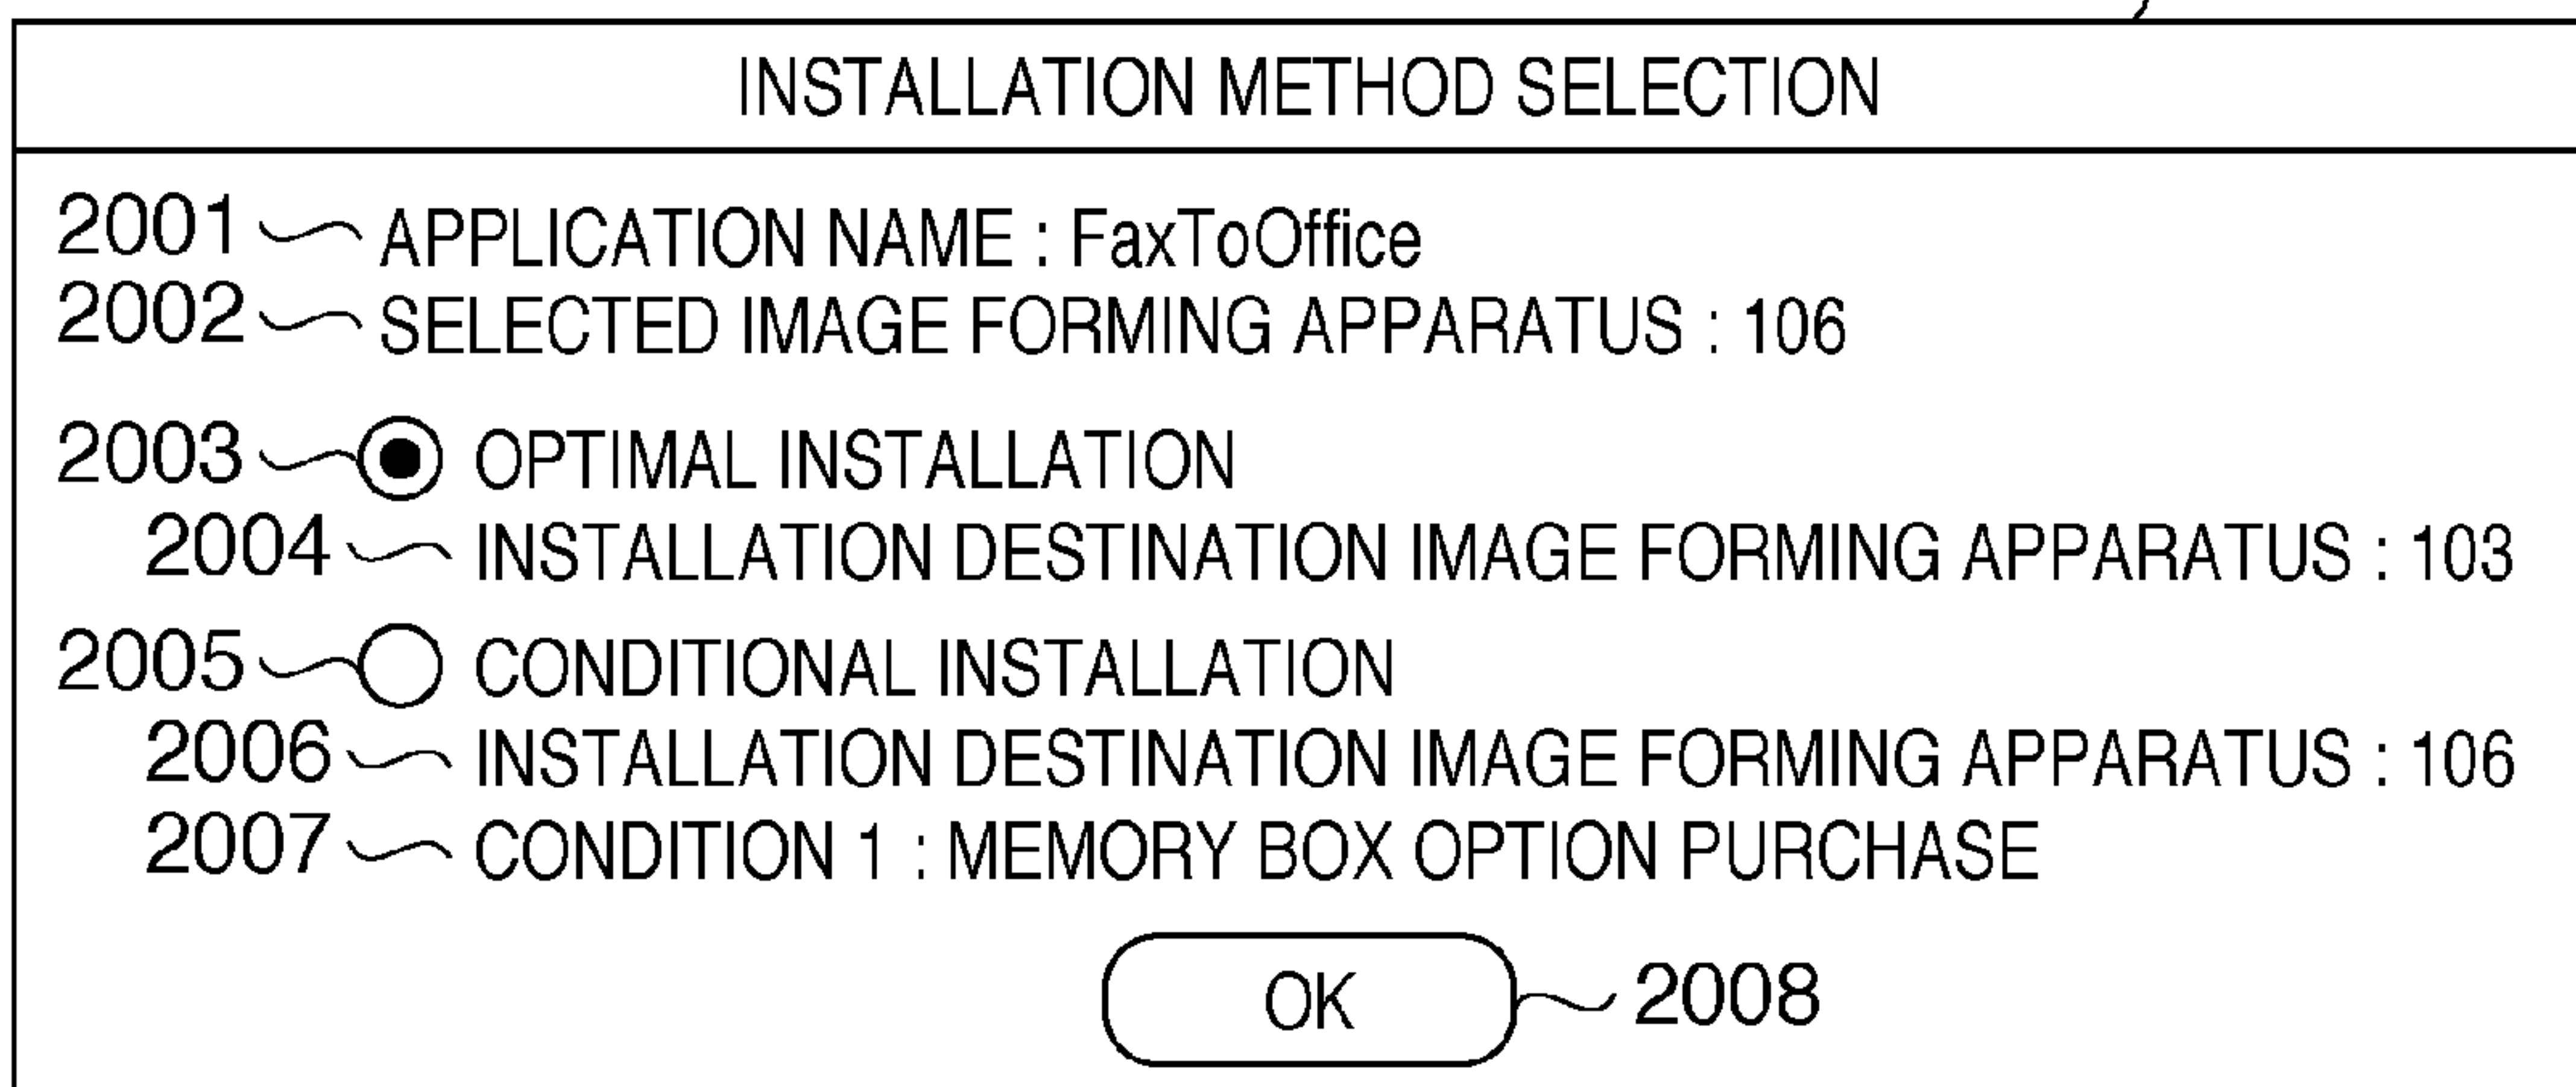 INSTALLATION METHOD SELECTION
2001 APPLICATION NAME : FaxToOffice
2002 SELECTED IMAGE FORMING APPARATUS : 106
2003 OPTIMAL INSTALLATION
2004 INSTALLATION DESTINATION IMAGE FORMING APPARATUS : 103
2005 CONDITIONAL INSTALLATION
2006 INSTALLATION DESTINATION IMAGE FORMING APPARATUS : 106
2007 CONDITION 1 : MEMORY BOX OPTION PURCHASE
OK 2008